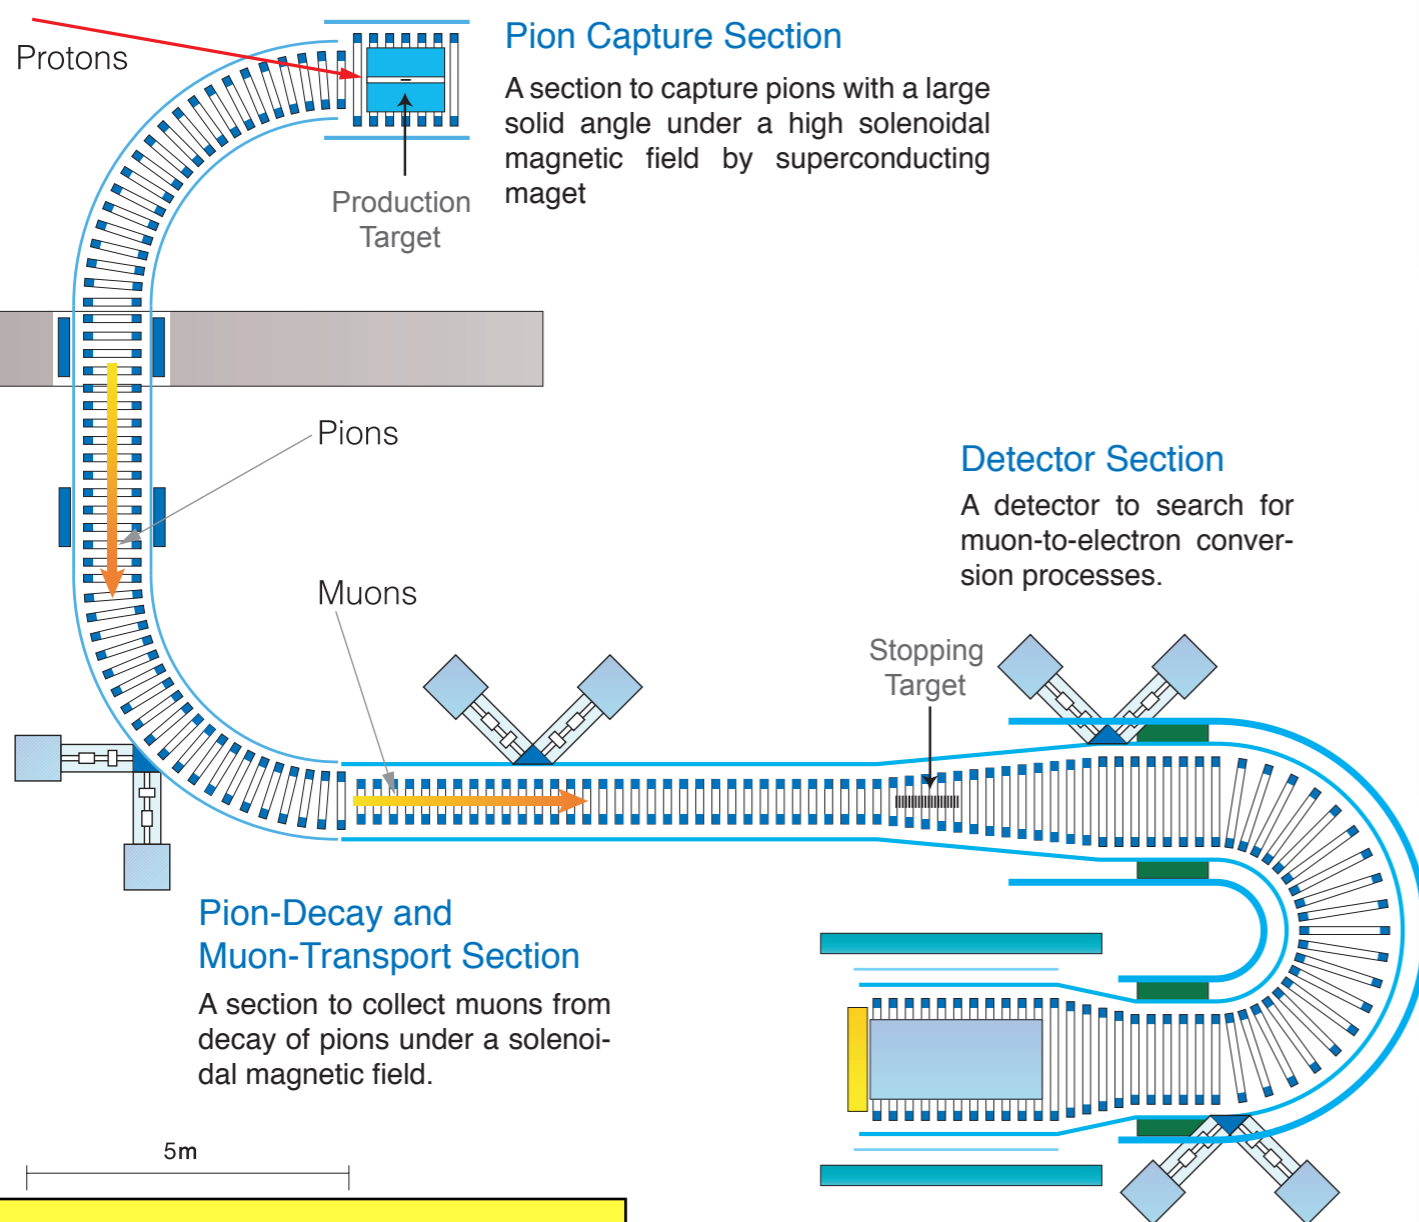 Protons
Pion Capture Section
A section to capture pions with a large
solid angle under a high solenoidal
magnetic field by superconducting
maget
Production
Target
Pions
Detector Section
A detector to search for
muon-to-electron conver-
sion processes.
Muons
Stopping
Target
Pion-Decay and
Muon-Transport Section
A section to collect muons from
decay of pions under a solenoi-
dal magnetic field.
5m